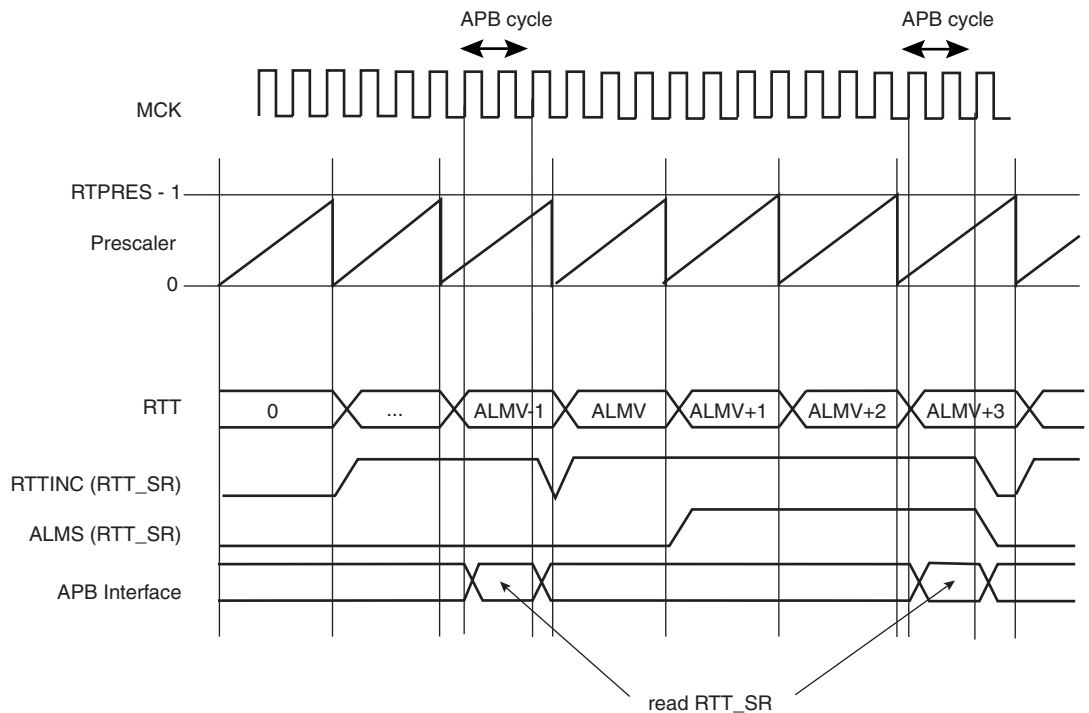 APB cycle
APB cycle
MCK
RTPRES - 1
Prescaler
0
RTT
0
...
ALMV-1
ALMV
ALMV+1
ALMV+2
ALMV+3
RTTINC (RTT_SR)
ALMS (RTT_SR)
APB Interface
read RTT_SR